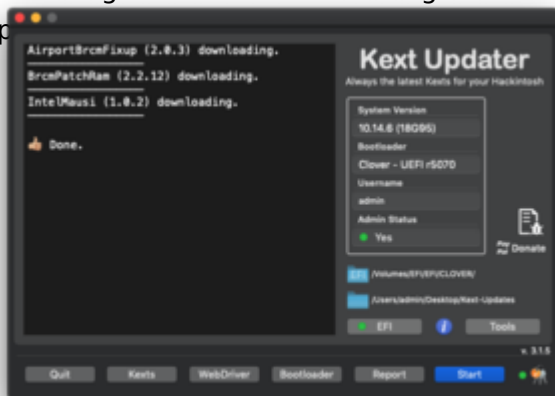 AirportBrcmFixup (2.0.3) downloading.
BrcmPatchRam (2.2.12) downloading.
IntelMausi (1.0.2) downloading.
👍 Done.
Kext Updater
Always the latest Kexts for your Hackintosh
System Version
10.14.6 (18G95)
Bootloader
Clover - UEFI r5070
Username
admin
Admin Status
Yes
Donate
EFI /Volumes/EFI/EFI/CLOVER/
/Users/admin/Desktop/Kext-Updates
EFI Tools
v. 3.1.5
Quit Kexts WebDriver Bootloader Report Start